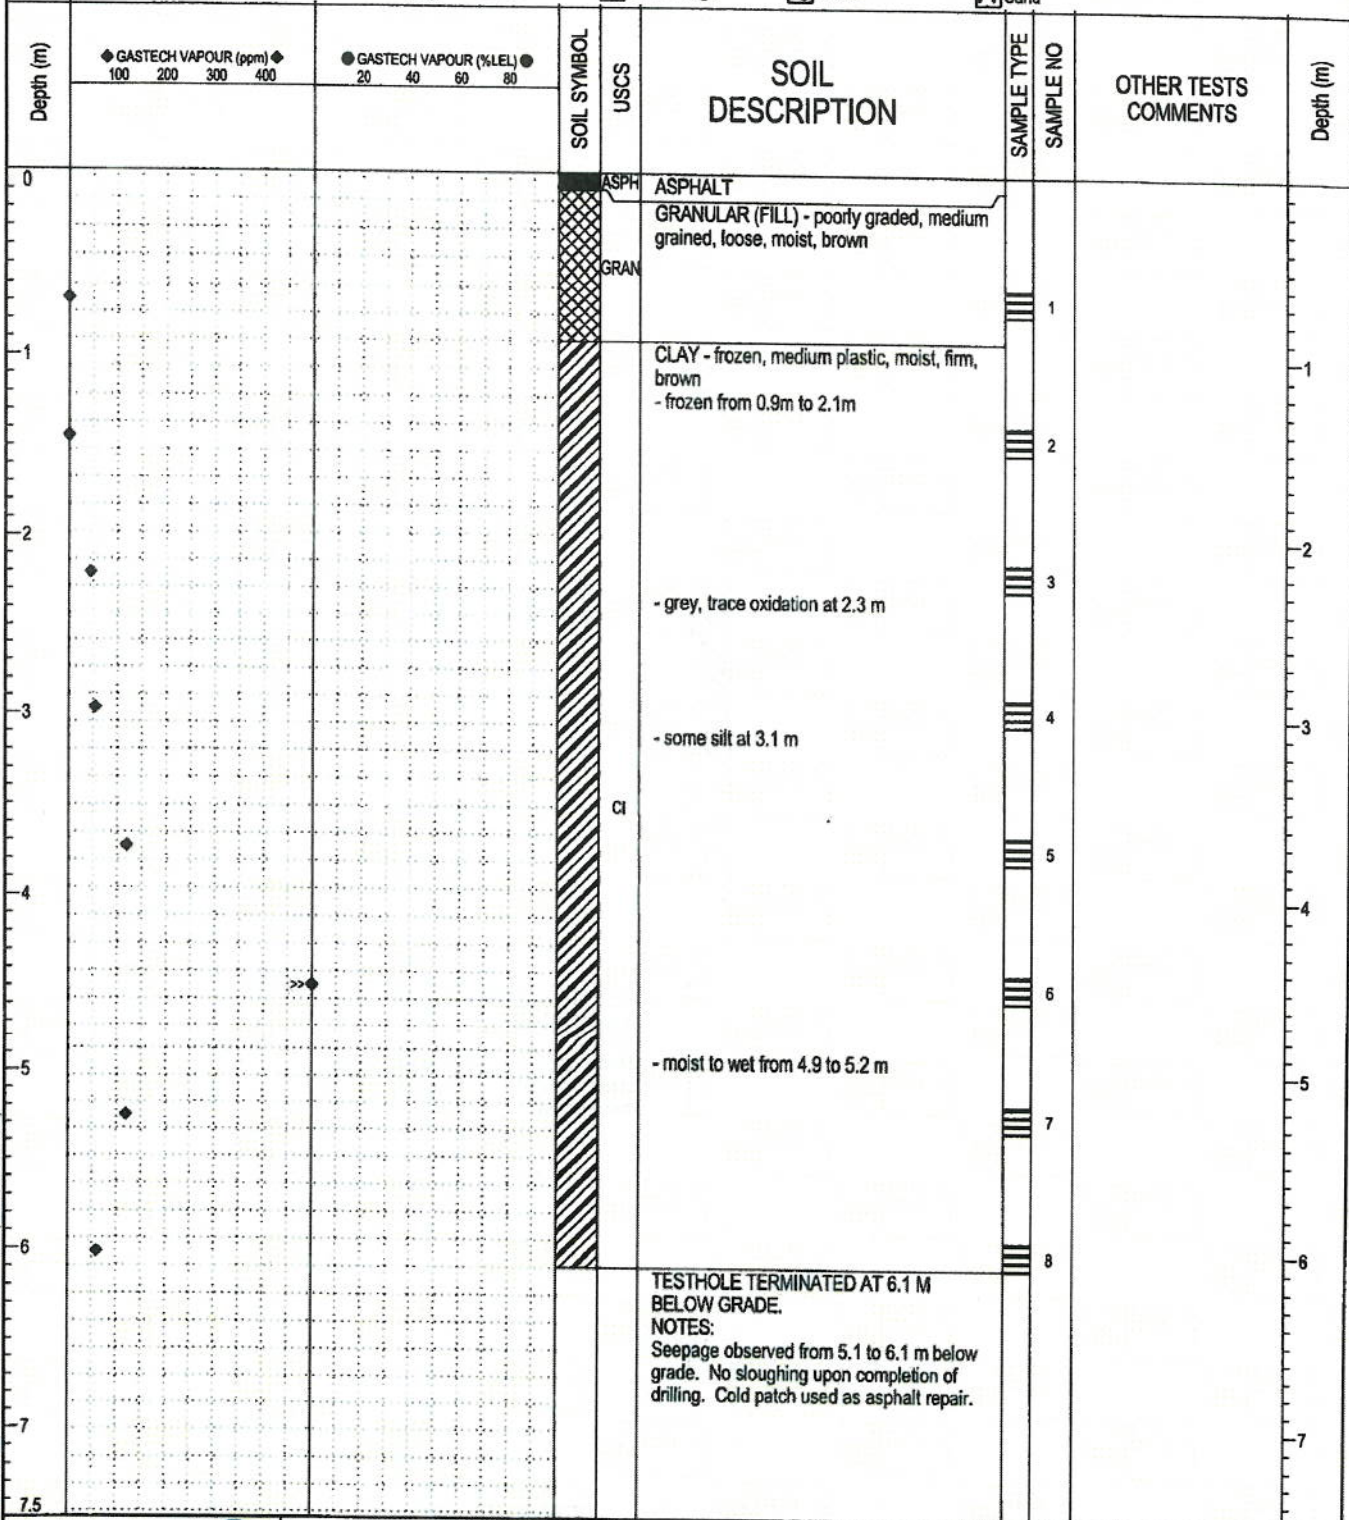 Sand
Depth (m)
◆ GASTECH VAPOUR (ppm) ◆
100 200 300 400
● GASTECH VAPOUR (%LEL) ●
20 40 60 80
SOIL SYMBOL
USCS
SOIL
DESCRIPTION
SAMPLE TYPE
SAMPLE NO
OTHER TESTS
COMMENTS
Depth (m)
0
ASPH
ASPHALT
GRANULAR (FILL) - poorly graded, medium
grained, loose, moist, brown
GRAN
1
1
CLAY - frozen, medium plastic, moist, firm,
brown
1
- frozen from 0.9m to 2.1m
2
2
2
3
- grey, trace oxidation at 2.3 m
3
4
3
- some silt at 3.1 m
CI
5
4
4
>>
6
5
- moist to wet from 4.9 to 5.2 m
5
7
6
8
6
TESTHOLE TERMINATED AT 6.1 M
BELOW GRADE.
NOTES:
Seepage observed from 5.1 to 6.1 m below
grade. No sloughing upon completion of
drilling. Cold patch used as asphalt repair.
7
7
7.5